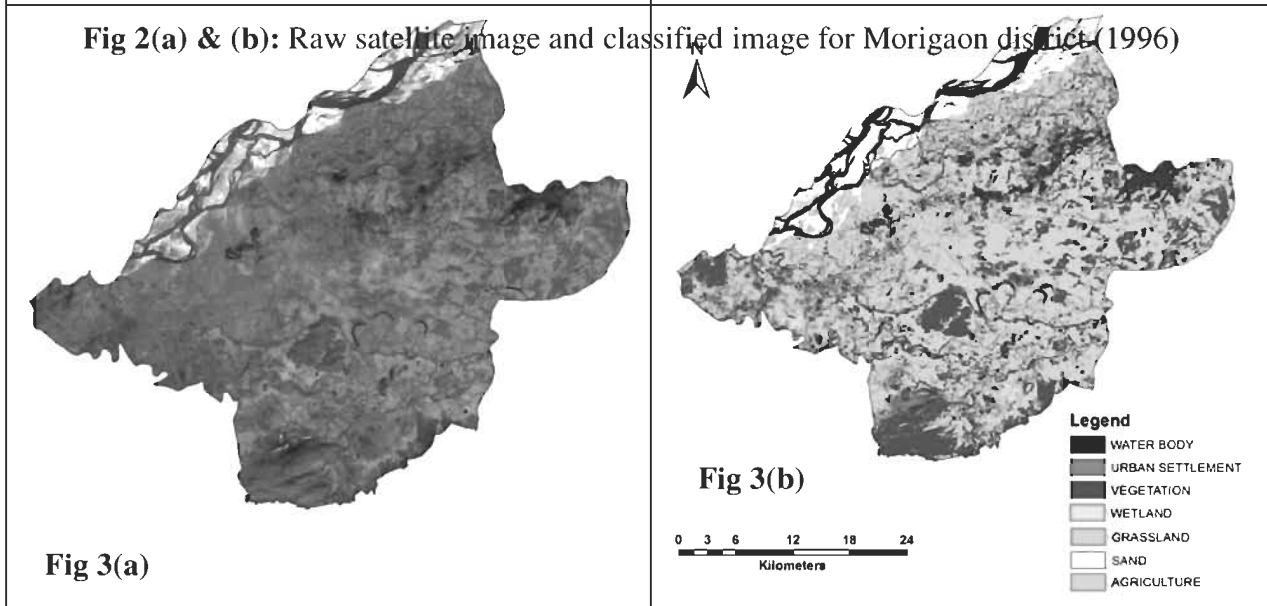 Fig 2(a) & (b): Raw satellite image and classified image for Morigaon district (1996)
N
Legend
WATER BODY
URBAN SETTLEMENT
VEGETATION
WETLAND
GRASSLAND
SAND
AGRICULTURE
Fig 3(b)
0 3 6 12 18 24
Kilometers
Fig 3(a)